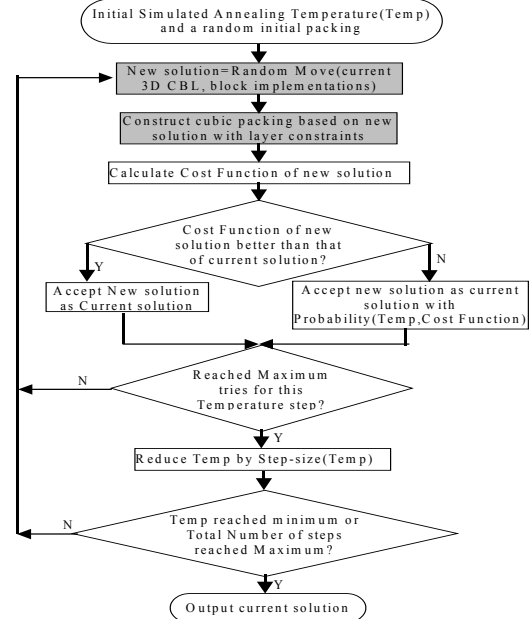 Initial Simulated Annealing Temperature(Temp)
and a random initial packing
New solution=Random Move(current
3D CBL, block implementations)
Construct cubic packing based on new
solution with layer constraints
Calculate Cost Function of new solution
Cost Function of new
solution better than that
of current solution?
Y
N
Accept New solution
as Current solution
Accept new solution as current
solution with
Probability(Temp,Cost Function)
Reached Maximum
tries for this
Temperature step?
N
Y
Reduce Temp by Step-size(Temp)
Temp reached minimum or
Total Number of steps
reached Maximum?
N
Y
Output current solution